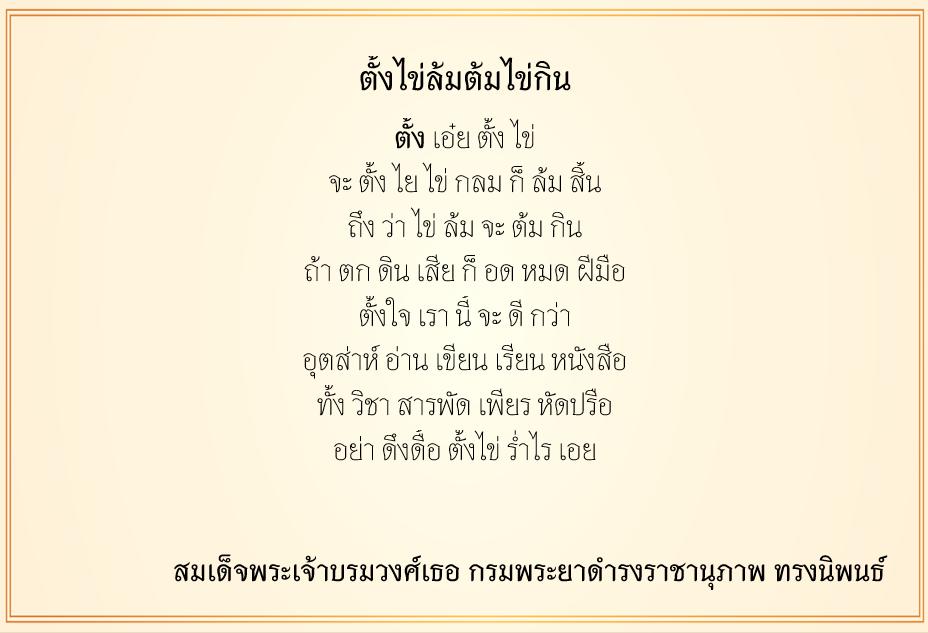 ตั้งไข่ล้มต้มไข่กิน
ตั้ง เอ๋ย ตั้ง ไข่
จะ ตั้ง ไย ไข่ กลม ก็ ล้ม สิ้น
ถึง ว่า ไข่ ล้ม จะ ต้ม กิน
ถ้า ตก ดิน เสีย ก็ อด หมด ฝีมือ
ตั้งใจ เรา นี้ จะ ดี กว่า
อุตส่าห์ อ่าน เขียน เรียน หนังสือ
ทั้ง วิชา สารพัด เพียร หัดปรือ
อย่า ดึงดื้อ ตั้งไข่ ร่ำไร เอย
สมเด็จพระเจ้าบรมวงศ์เธอ กรมพระยาดำรงราชานุภาพ ทรงนิพนธ์